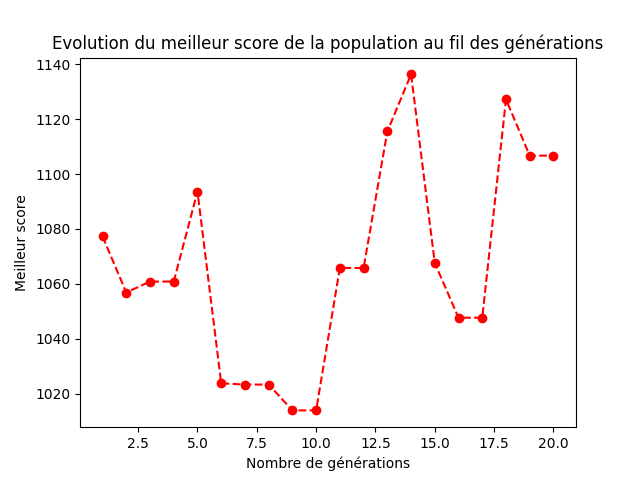 Evolution du meilleur score de la population au fil des générations
1140
1120
1100
1080
1060
1040
1020
Meilleur score
2.5 5.0 7.5 10.0 12.5 15.0 17.5 20.0
Nombre de générations